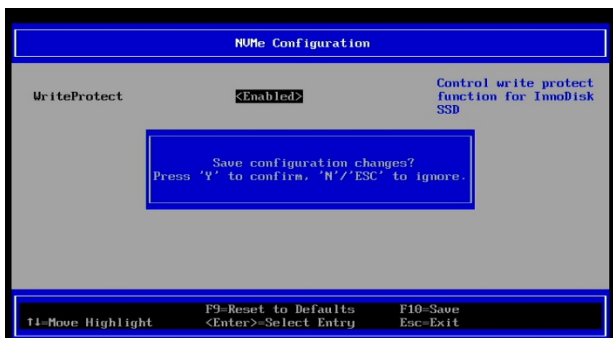 NVMe Configuration
WriteProtect
<Enabled>
Control write protect
function for InnoDisk
SSD
Save configuration changes?
Press 'Y' to confirm, 'N'/'ESC' to ignore.
F9=Reset to Defaults
F10=Save
↑↓=Move Highlight
<Enter>=Select Entry
Esc=Exit